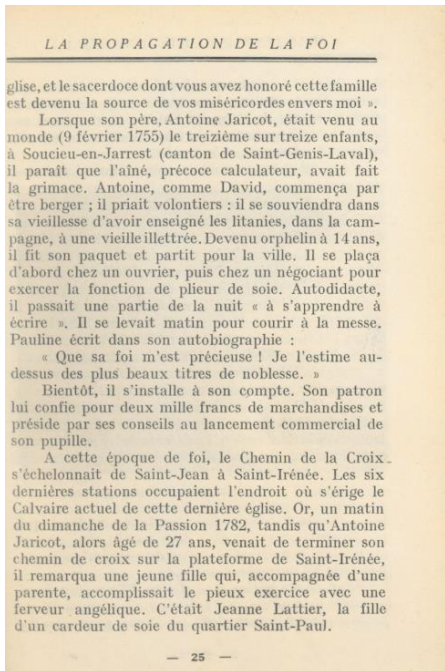 LA PROPAGATION DE LA FOI
glise, et le sacerdoce dont vous avez honoré cette famille
est devenu la source de vos miséricordes envers moi ».
Lorsque son père, Antoine Jaricot, était venu au
monde (9 février 1755) le treizième sur treize enfants,
à Soucieu-en-Jarrest (canton de Saint-Genis-Laval),
il paraît que l'aîné, précoce calculateur, avait fait
la grimace. Antoine, comme David, commença par
être berger ; il priait volontiers : il se souviendra dans
sa vieillesse d'avoir enseigné les litanies, dans la cam-
pagne, à une vieille illettrée. Devenu orphelin à 14 ans,
il fit son paquet et partit pour la ville. Il se plaça
d'abord chez un ouvrier, puis chez un négociant pour
exercer la fonction de plieur de soie. Autodidacte,
il passait une partie de la nuit « à s'apprendre à
écrire ». Il se levait matin pour courir à la messe.
Pauline écrit dans son autobiographie :
« Que sa foi m'est précieuse ! Je l'estime au-
dessus des plus beaux titres de noblesse. »
Bientôt, il s'installe à son compte. Son patron
lui confie pour deux mille francs de marchandises et
préside par ses conseils au lancement commercial de
son pupille.
A cette époque de foi, le Chemin de la Croix
s'échelonnait de Saint-Jean à Saint-Irénée. Les six
dernières stations occupaient l'endroit où s'érige le
Calvaire actuel de cette dernière église. Or, un matin
du dimanche de la Passion 1782, tandis qu'Antoine
Jaricot, alors âgé de 27 ans, venait de terminer son
chemin de croix sur la plateforme de Saint-Irénée,
il remarqua une jeune fille qui, accompagnée d'une
parente, accomplissait le pieux exercice avec une
ferveur angélique. C'était Jeanne Lattier, la fille
d'un cardeur de soie du quartier Saint-Paul.
— 25 —